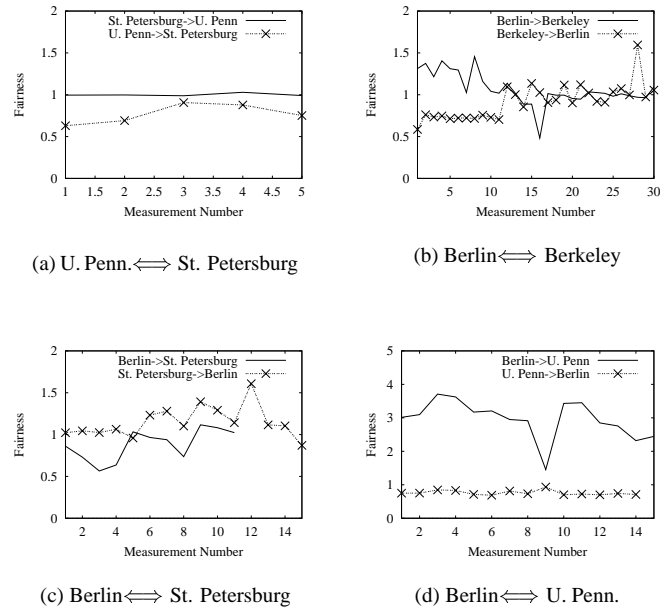 St. Petersburg->U. Penn
U. Penn->St. Petersburg
2
1.5
1
0.5
0
Fairness
1 1.5 2 2.5 3 3.5 4 4.5 5
Measurement Number
(a) U. Penn. ⟺ St. Petersburg
Berlin->Berkeley
Berkeley->Berlin
2
1.5
1
0.5
0
Fairness
5 10 15 20 25 30
Measurement Number
(b) Berlin ⟺ Berkeley
Berlin->St. Petersburg
St. Petersburg->Berlin
2
1.5
1
0.5
0
Fairness
2 4 6 8 10 12 14
Measurement Number
(c) Berlin ⟺ St. Petersburg
Berlin->U. Penn
U. Penn->Berlin
5
4
3
2
1
0
Fairness
2 4 6 8 10 12 14
Measurement Number
(d) Berlin ⟺ U. Penn.